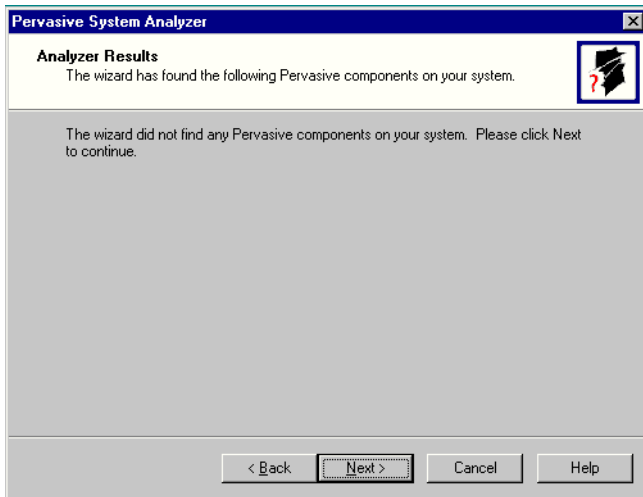 Pervasive System Analyzer
Analyzer Results
The wizard has found the following Pervasive components on your system.
?
The wizard did not find any Pervasive components on your system. Please click Next
to continue.
< Back
Next >
Cancel
Help